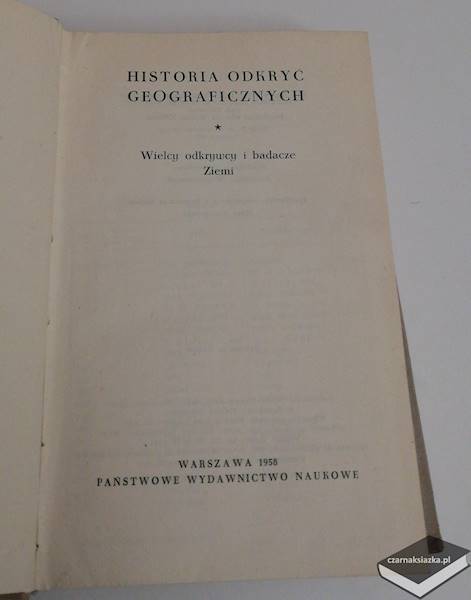 HISTORIA ODKRYĆ
GEOGRAFICZNYCH
★
Wielcy odkrywcy i badacze
Ziemi
WARSZAWA 1958
PAŃSTWOWE WYDAWNICTWO NAUKOWE
czarnaksiazka.pl